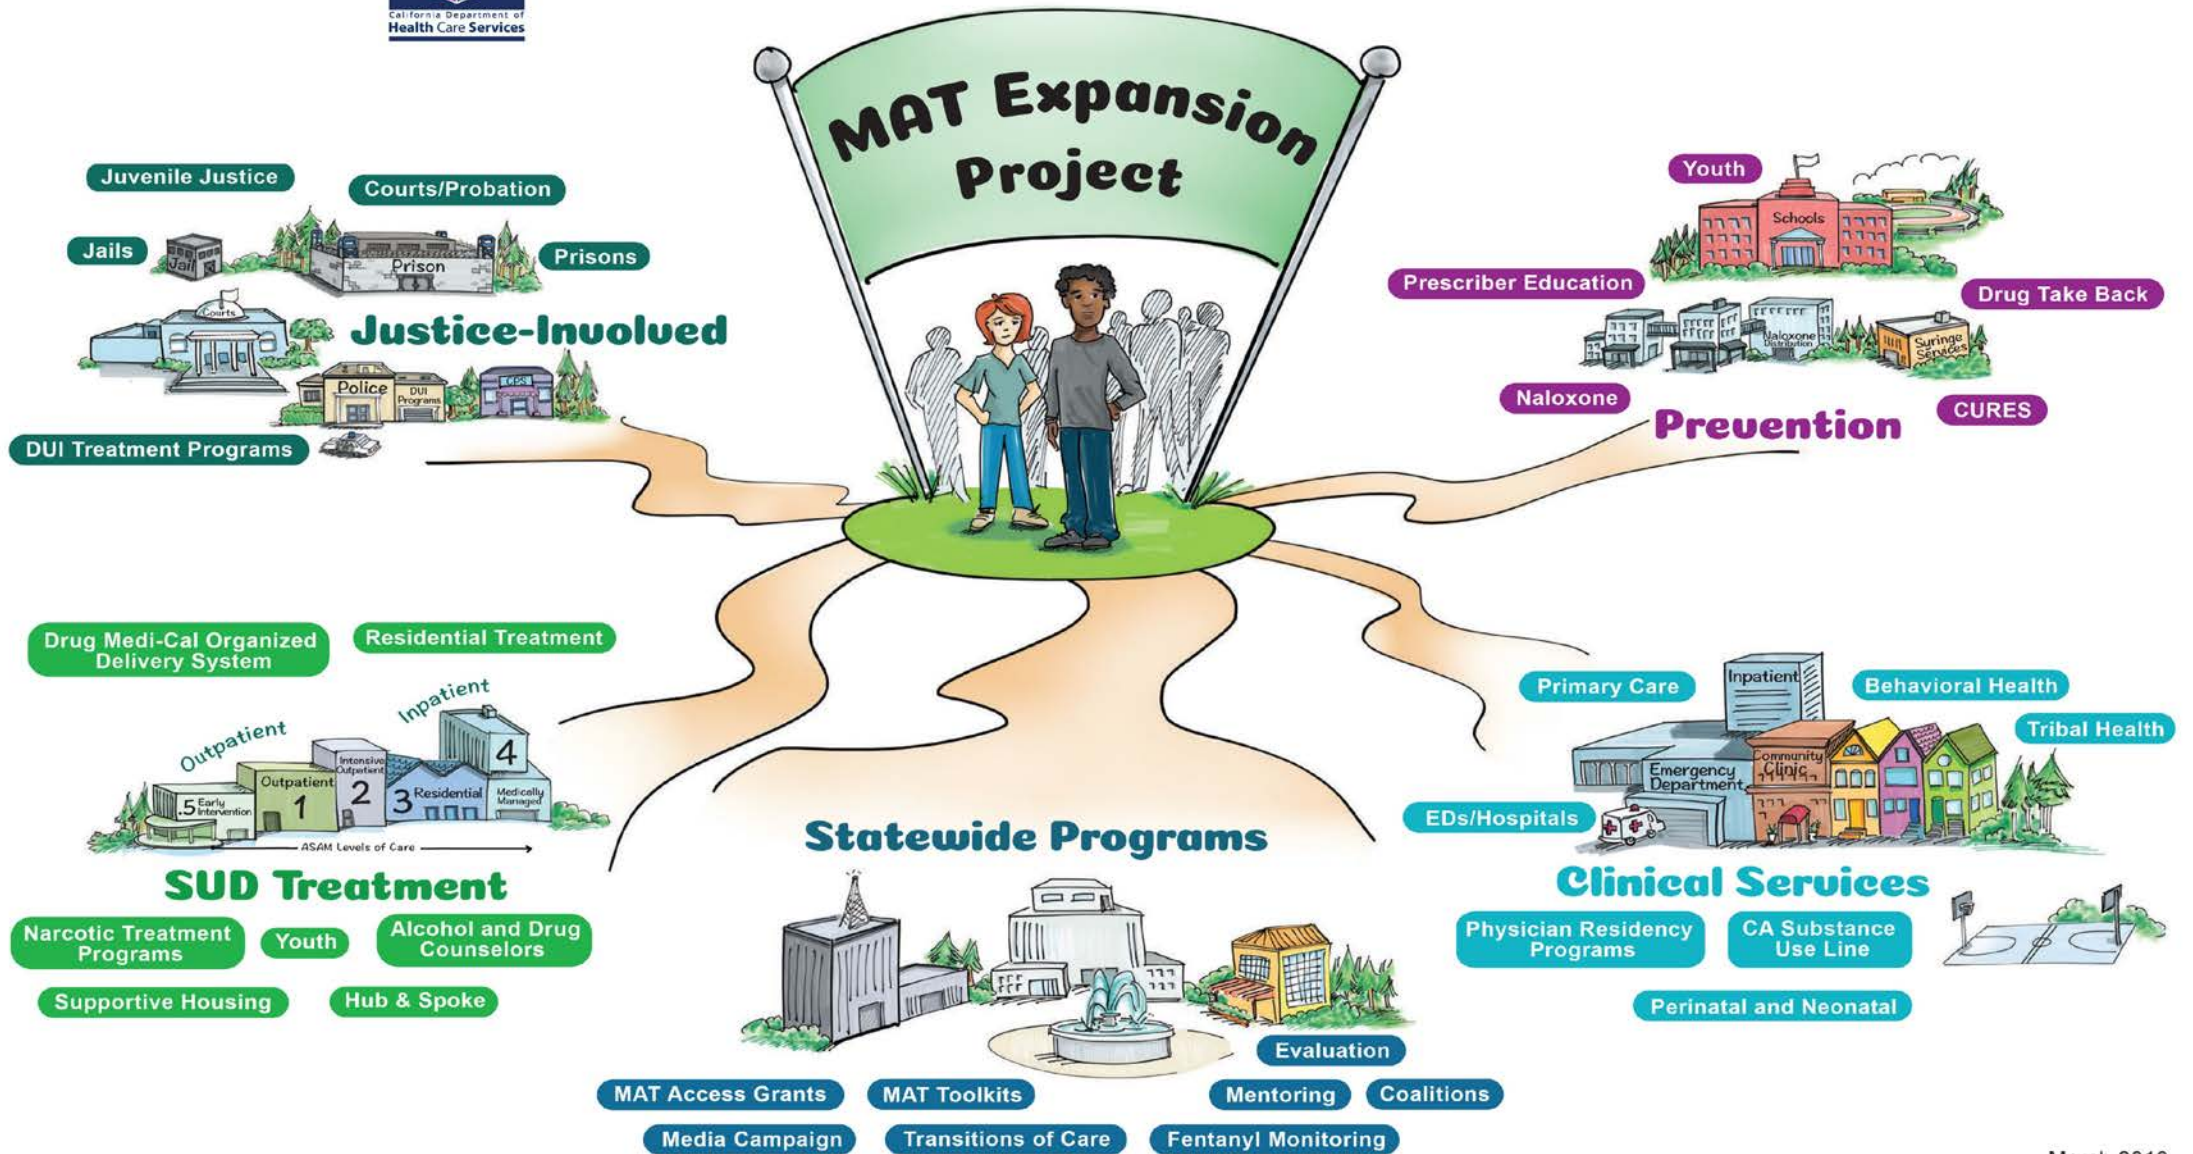 California Department of
Health Care Services
MAT Expansion
Project
Juvenile Justice
Courts/Probation
Jails
Jail
Prison
Prisons
Courts
Justice-Involved
Police
DUI
Programs
CPS
DUI Treatment Programs
Youth
Schools
Prescriber Education
Drug Take Back
Naloxone
Distribution
Syringe
Services
Naloxone
CURES
Prevention
Drug Medi-Cal Organized
Delivery System
Residential Treatment
Outpatient
Inpatient
.5 Early
Intervention
Outpatient
1
Intensive
Outpatient
2
3 Residential
4
Medically
Managed
ASAM Levels of Care
SUD Treatment
Narcotic Treatment
Programs
Youth
Alcohol and Drug
Counselors
Supportive Housing
Hub & Spoke
Statewide Programs
Evaluation
MAT Access Grants
MAT Toolkits
Mentoring
Coalitions
Media Campaign
Transitions of Care
Fentanyl Monitoring
Primary Care
Inpatient
Behavioral Health
Tribal Health
Emergency
Department
Community
Clinic
EDs/Hospitals
Clinical Services
Physician Residency
Programs
CA Substance
Use Line
Perinatal and Neonatal